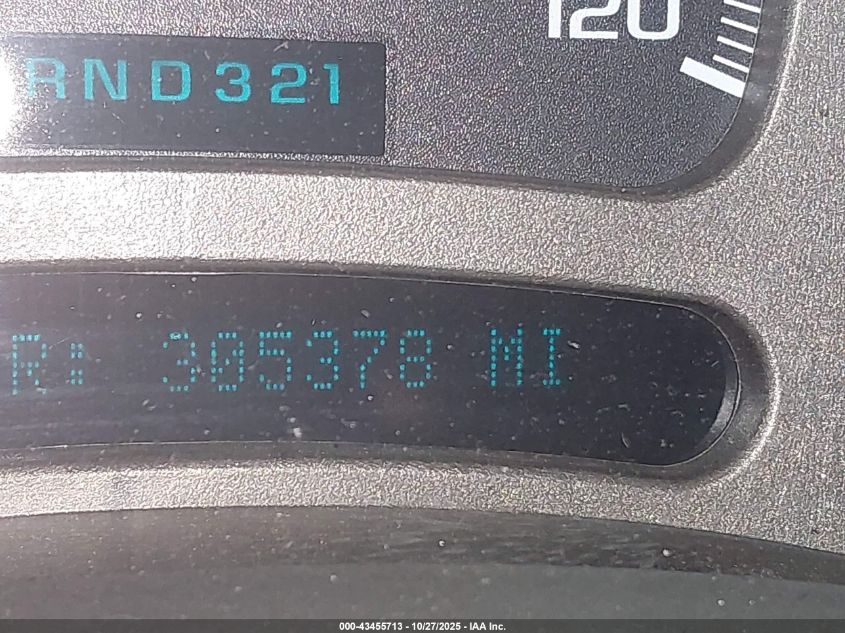 120
RND321
R: 305378 MI
000-43455713 - 10/27/2025 - IAA Inc.